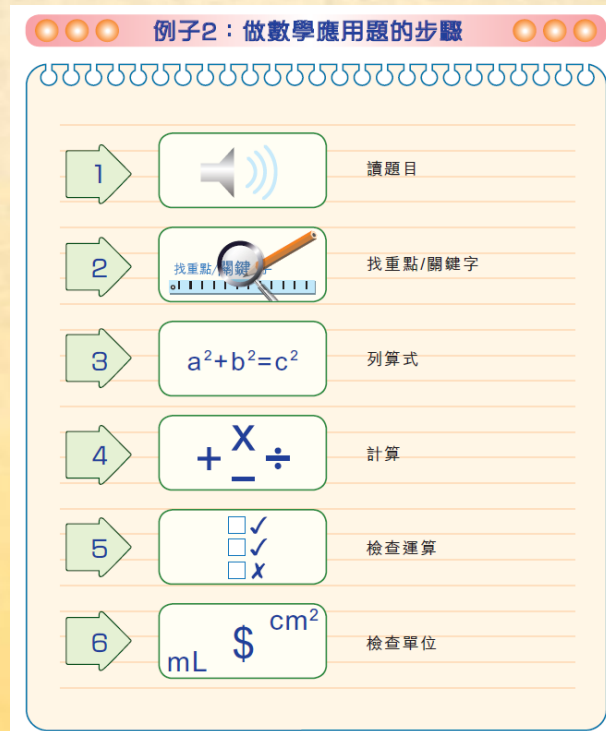 例子2：做數學應用題的步驟
1
讀題目
2
找重點/關鍵字
找重點/關鍵字
3
a²+b²=c²
列算式
4
+ x − ÷
計算
5
✓
✓
✗
檢查運算
6
mL $ cm²
檢查單位